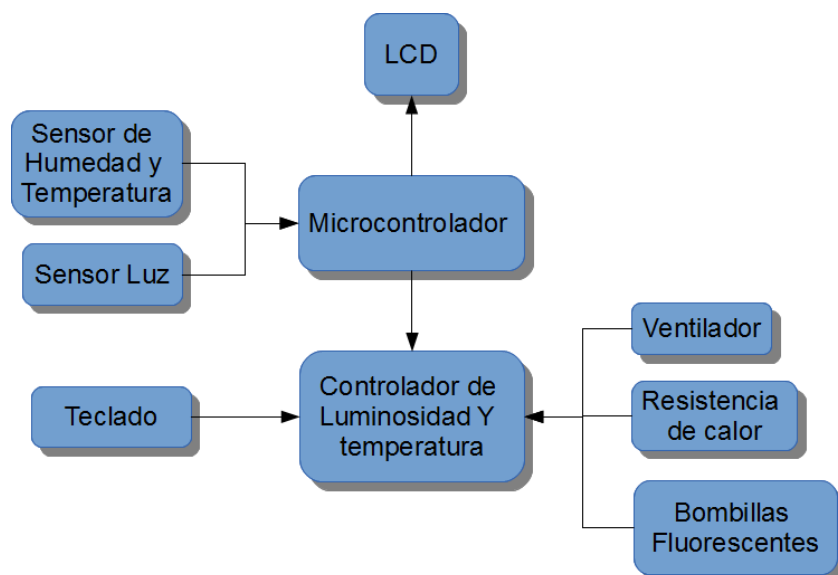 LCD
Sensor de
Humedad y
Temperatura
Microcontrolador
Sensor Luz
Ventilador
Controlador de
Luminosidad Y
temperatura
Teclado
Resistencia
de calor
Bombillas
Fluorescentes